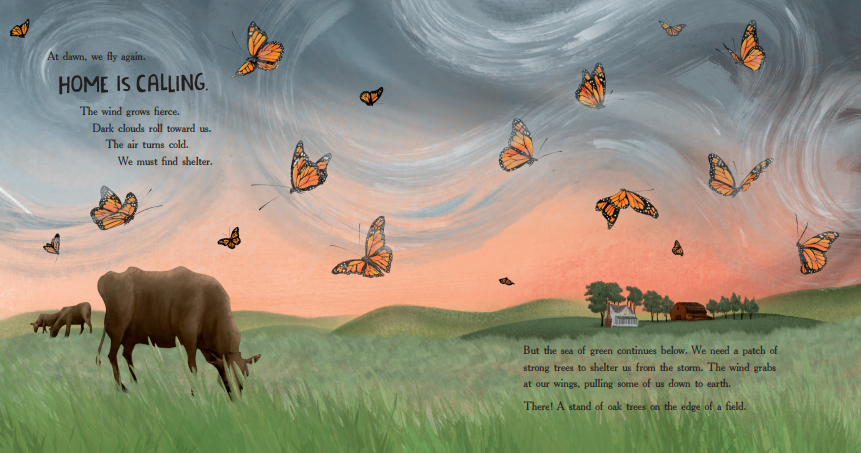 At dawn, we fly again.
HOME IS CALLING.
The wind grows fierce.
Dark clouds roll toward us.
The air turns cold.
We must find shelter.
But the sea of green continues below. We need a patch of
strong trees to shelter us from the storm. The wind grabs
at our wings, pulling some of us down to earth.
There! A stand of oak trees on the edge of a field.